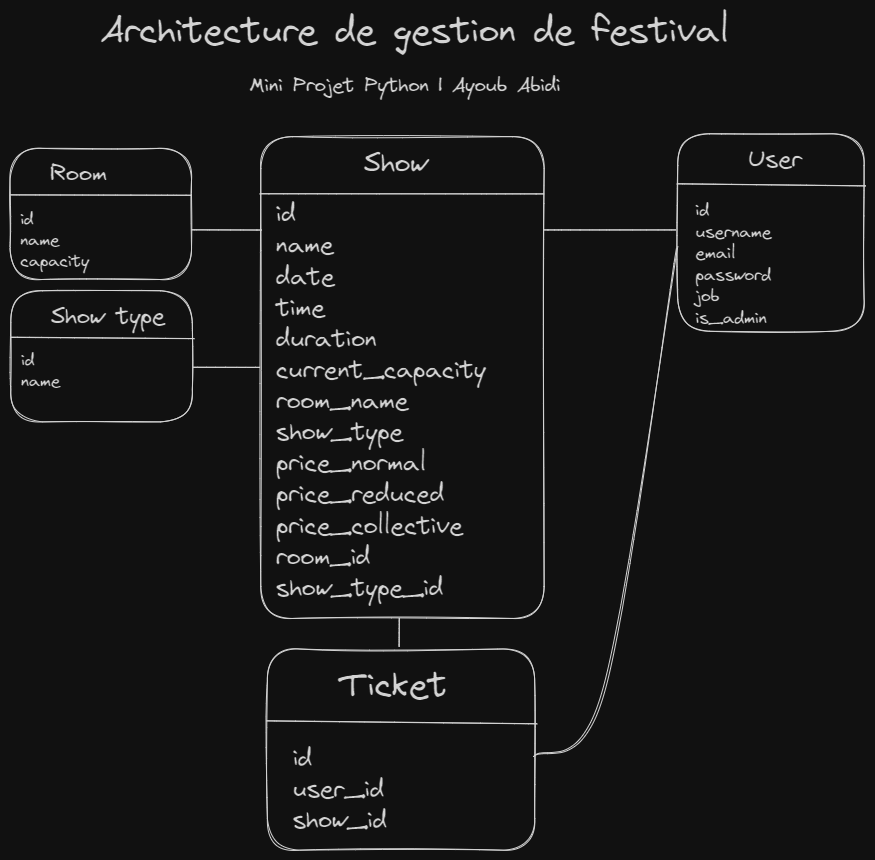 Architecture de gestion de festival
Mini Projet Python | Ayoub Abidi
Room
id
name
capacity
Show type
id
name
Show
id
name
date
time
duration
current_capacity
room_name
show_type
price_normal
price_reduced
price_collective
room_id
show_type_id
User
id
username
email
password
job
is_admin
Ticket
id
user_id
show_id